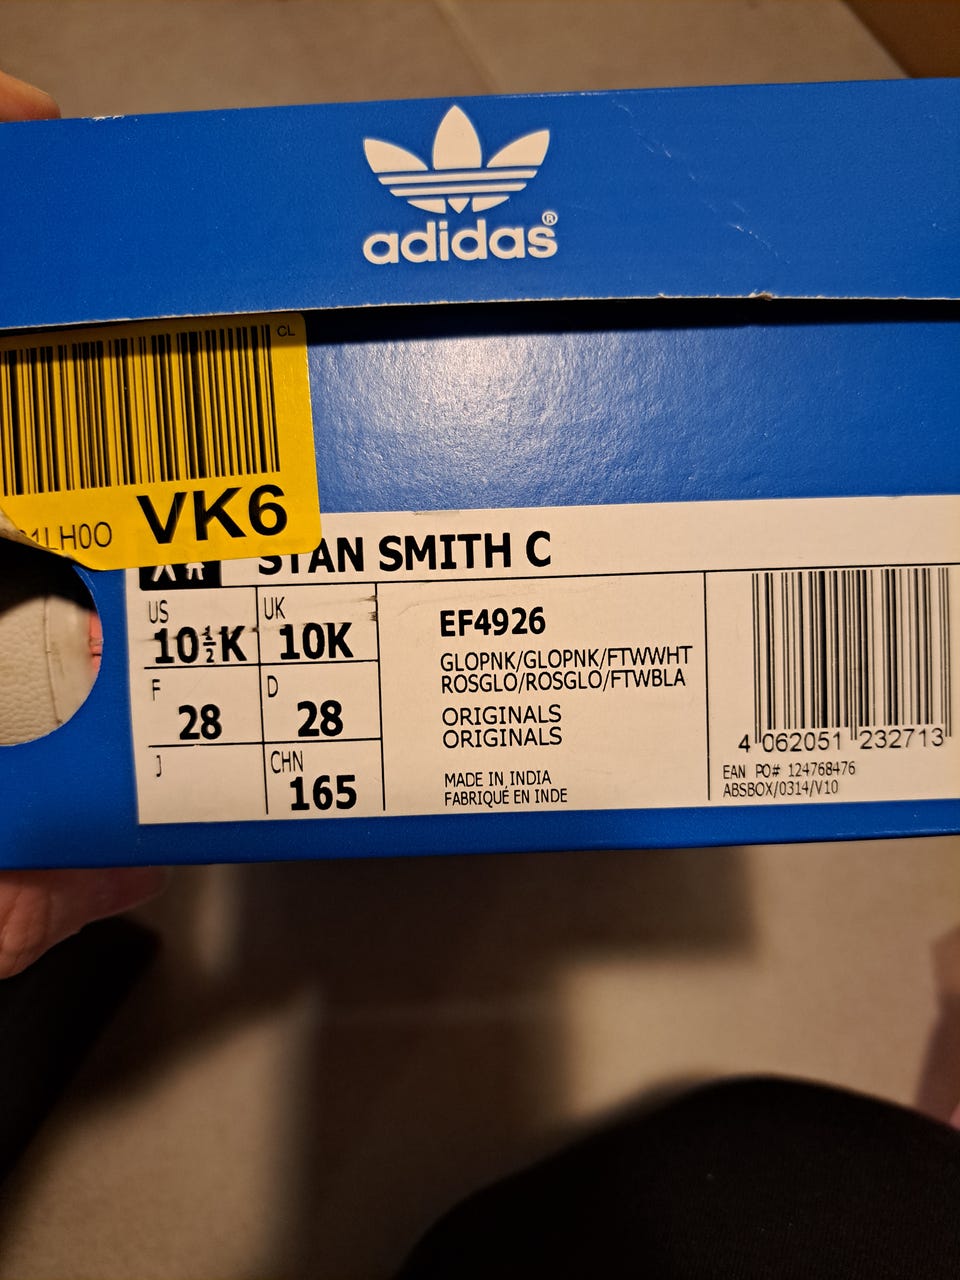 adidas®
CL
1LH0O VK6
STAN SMITH C
US UK
10½K 10K
F D
28 28
J CHN
165
EF4926
GLOPNK/GLOPNK/FTWWHT
ROSGLO/ROSGLO/FTWBLA
ORIGINALS
ORIGINALS
MADE IN INDIA
FABRIQUÉ EN INDE
4 062051 232713
EAN PO# 124768476
ABSBOX/0314/V10